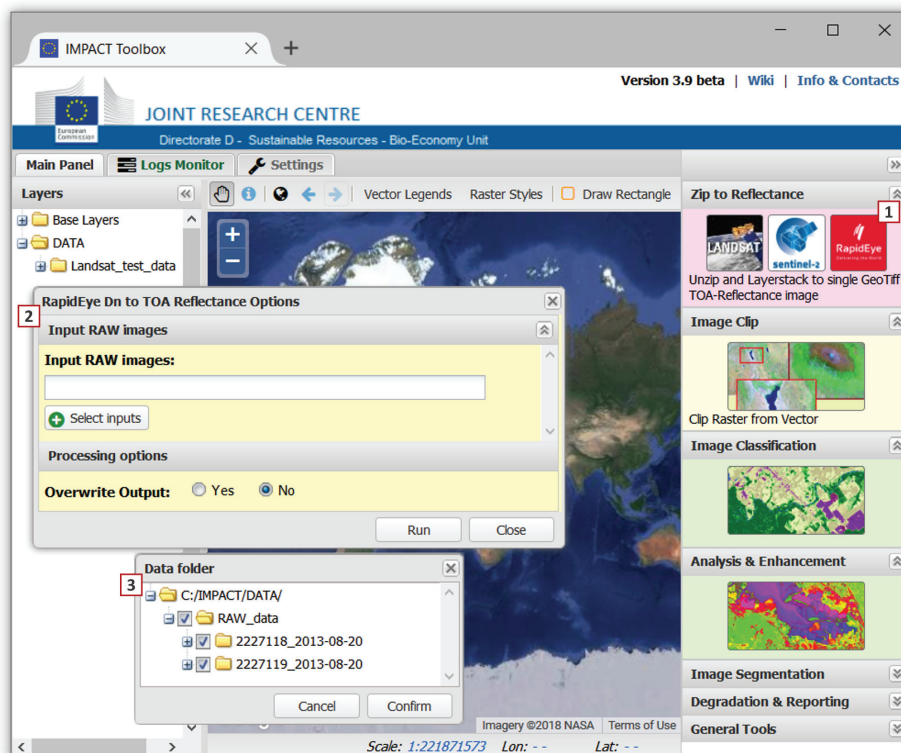 IMPACT Toolbox
Version 3.9 beta | Wiki | Info & Contacts
European
Commission
JOINT RESEARCH CENTRE
Directorate D - Sustainable Resources - Bio-Economy Unit
Main Panel
Logs Monitor
Settings
Layers
Vector Legends
Raster Styles
Draw Rectangle
Base Layers
DATA
Landsat_test_data
2
RapidEye Dn to TOA Reflectance Options
Input RAW images
Input RAW images:
Select inputs
Processing options
Overwrite Output:
Yes
No
Run
Close
3
Data folder
C:/IMPACT/DATA/
RAW_data
2227118_2013-08-20
2227119_2013-08-20
Cancel
Confirm
Imagery ©2018 NASA
Terms of Use
Scale: 1:221871573 Lon: - - Lat: - -
Zip to Reflectance
1
LANDSAT
sentinel-2
RapidEye
Delivering the World
Unzip and Layerstack to single GeoTiff
TOA-Reflectance image
Image Clip
Clip Raster from Vector
Image Classification
Analysis & Enhancement
Image Segmentation
Degradation & Reporting
General Tools